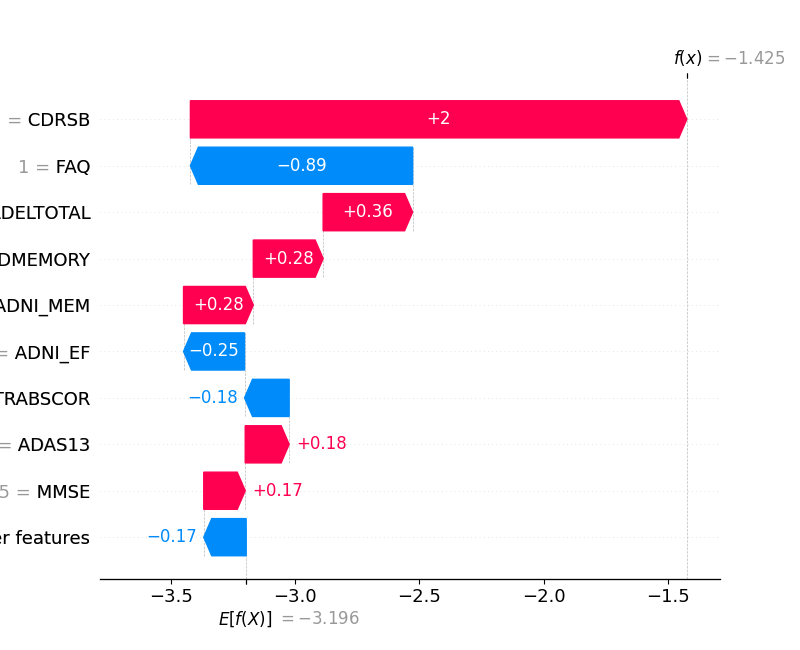 f(x) = −1.425
= CDRSB
+2
1 = FAQ
−0.89
DELTOTAL
+0.36
DMEMORY
+0.28
ADNI_MEM
+0.28
= ADNI_EF
−0.25
TRABSCOR
−0.18
= ADAS13
+0.18
5 = MMSE
+0.17
er features
−0.17
−3.5 −3.0 −2.5 −2.0 −1.5
E[f(X)] = −3.196